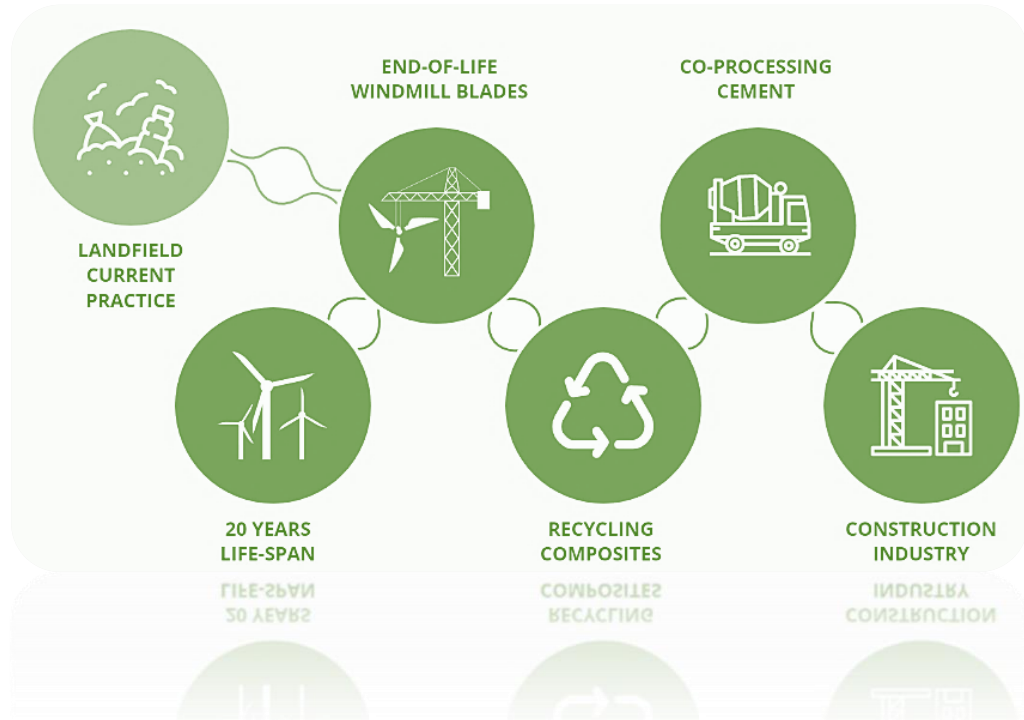 END-OF-LIFE
WINDMILL BLADES
CO-PROCESSING
CEMENT
LANDFIELD
CURRENT
PRACTICE
20 YEARS
LIFE-SPAN
RECYCLING
COMPOSITES
CONSTRUCTION
INDUSTRY